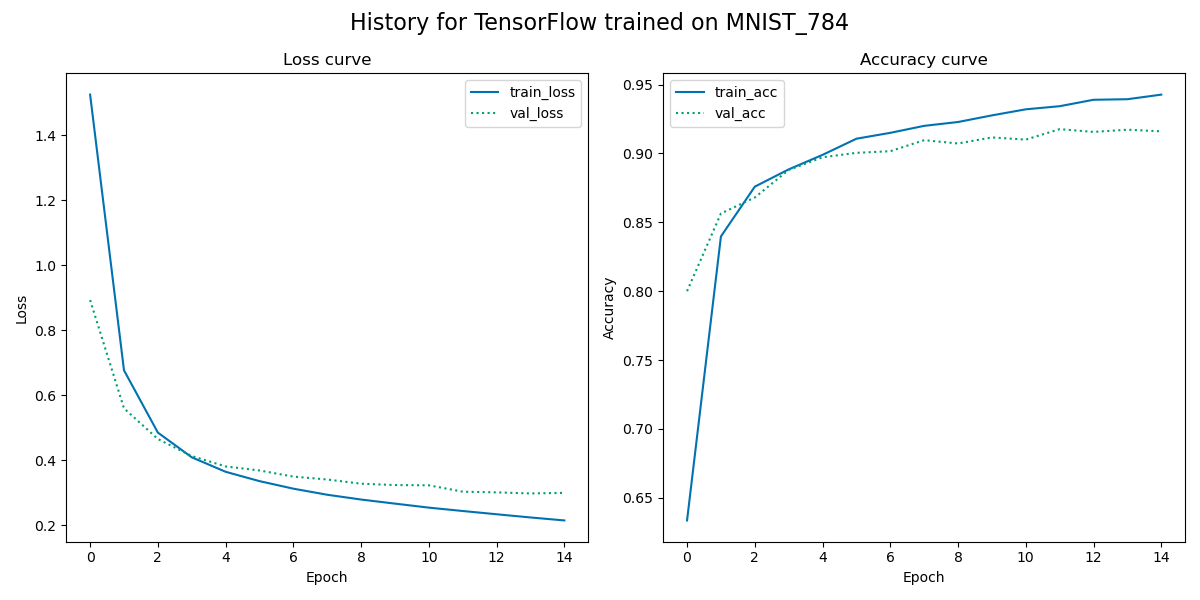 History for TensorFlow trained on MNIST_784
Loss curve
train_loss
val_loss
1.4
1.2
1.0
0.8
0.6
0.4
0.2
Loss
0 2 4 6 8 10 12 14
Epoch
Accuracy curve
train_acc
val_acc
0.95
0.90
0.85
0.80
0.75
0.70
0.65
Accuracy
0 2 4 6 8 10 12 14
Epoch